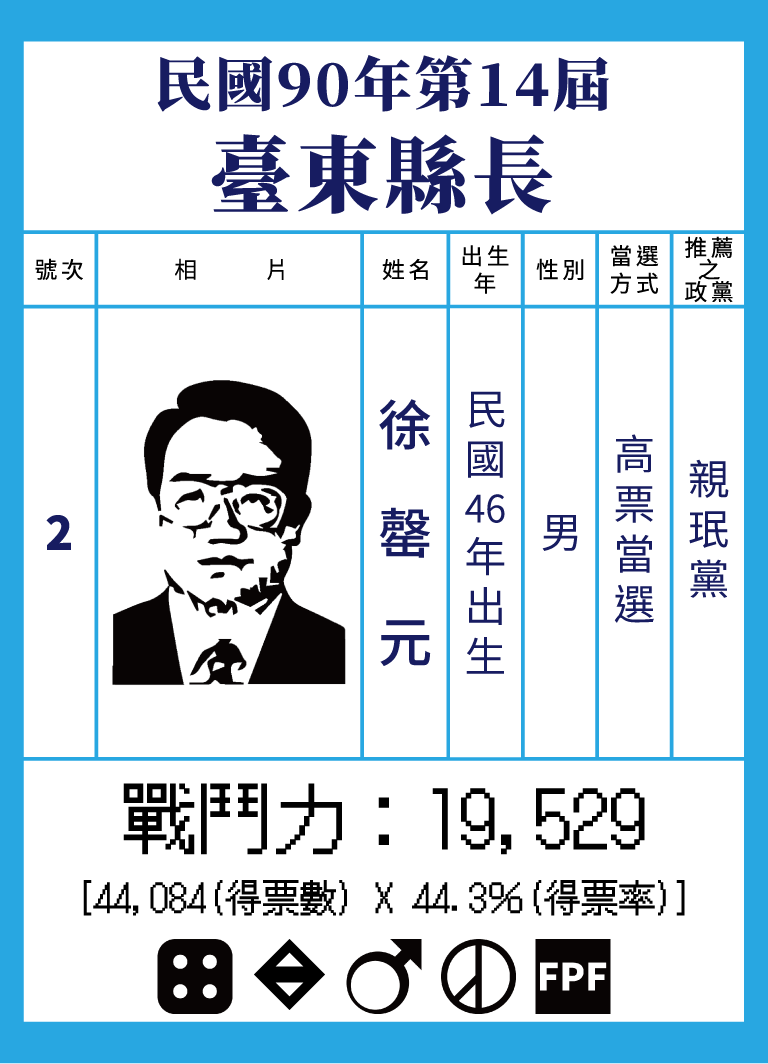 民國90年第14屆
臺東縣長
號次
相片
姓名
出生
年
性別
當選
方式
推薦
之
政黨
2
徐罄元
民國46年出生
男
高票當選
親珉黨
戰鬥力：19,529
[44,084(得票數) X 44.3%(得票率)]
FPF